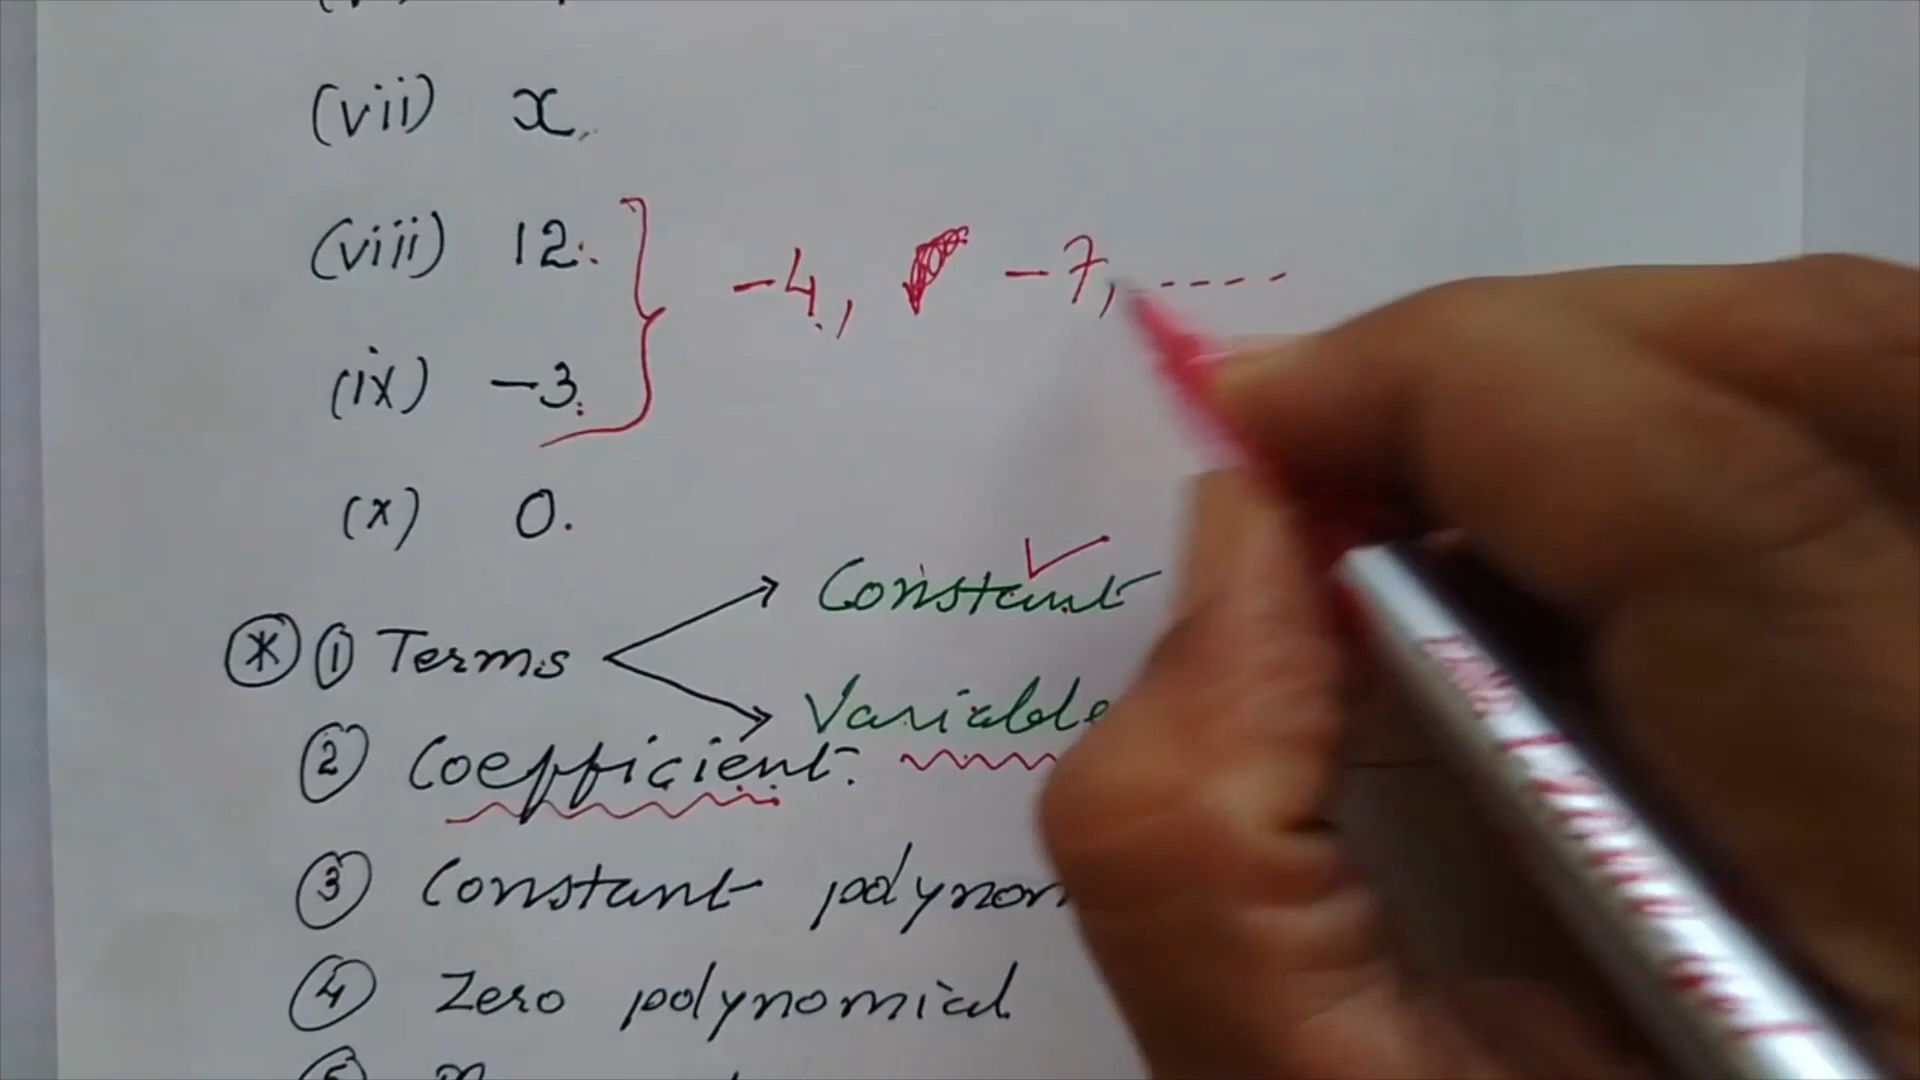 (vii) x
(viii) 12.
-4, -7, -----
(ix) -3.
(x) 0.
Constant
* 1 Terms
Variable
2 Coefficient.
3 Constant
4 Zero polynomial